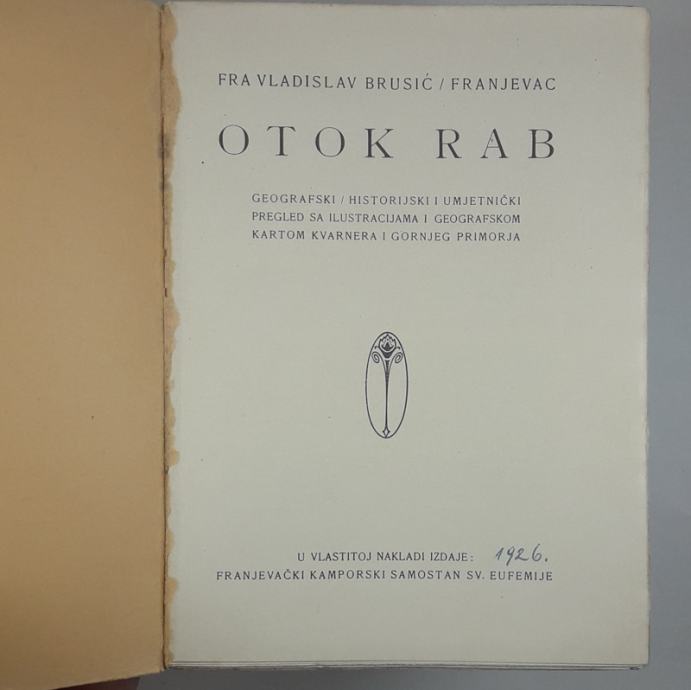 FRA VLADISLAV BRUSIĆ / FRANJEVAC
OTOK RAB
GEOGRAFSKI / HISTORIJSKI I UMJETNIČKI
PREGLED SA ILUSTRACIJAMA I GEOGRAFSKOM
KARTOM KVARNERA I GORNJEG PRIMORJA
U VLASTITOJ NAKLADI IZDAJE: 1926.
FRANJEVAČKI KAMPORSKI SAMOSTAN SV. EUFEMIJE